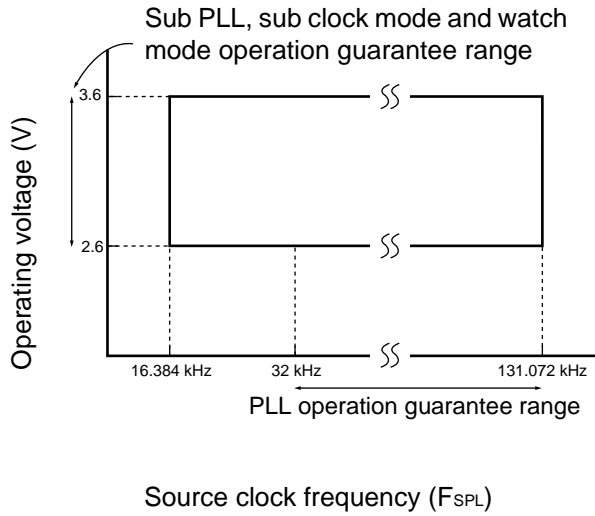 Sub PLL, sub clock mode and watch
mode operation guarantee range
Operating voltage (V)
3.6
2.6
16.384 kHz
32 kHz
131.072 kHz
PLL operation guarantee range
Source clock frequency (FSPL)